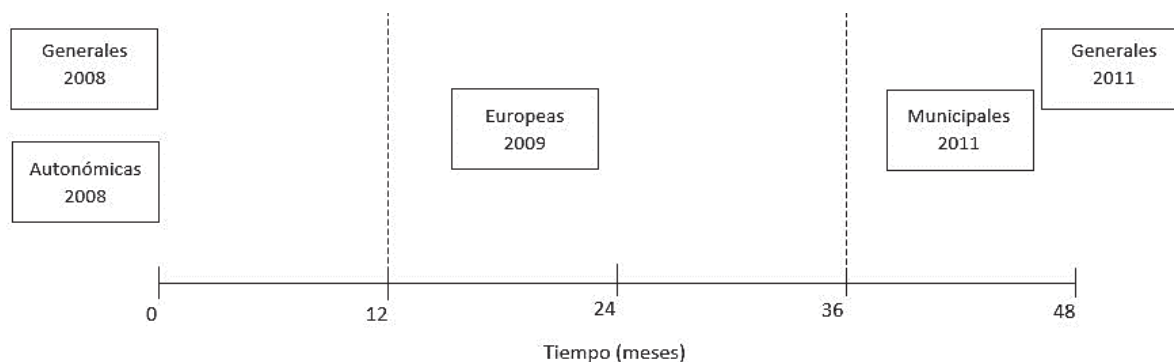 Generales
2008
Autonómicas
2008
Europeas
2009
Municipales
2011
Generales
2011
0
12
24
36
48
Tiempo (meses)